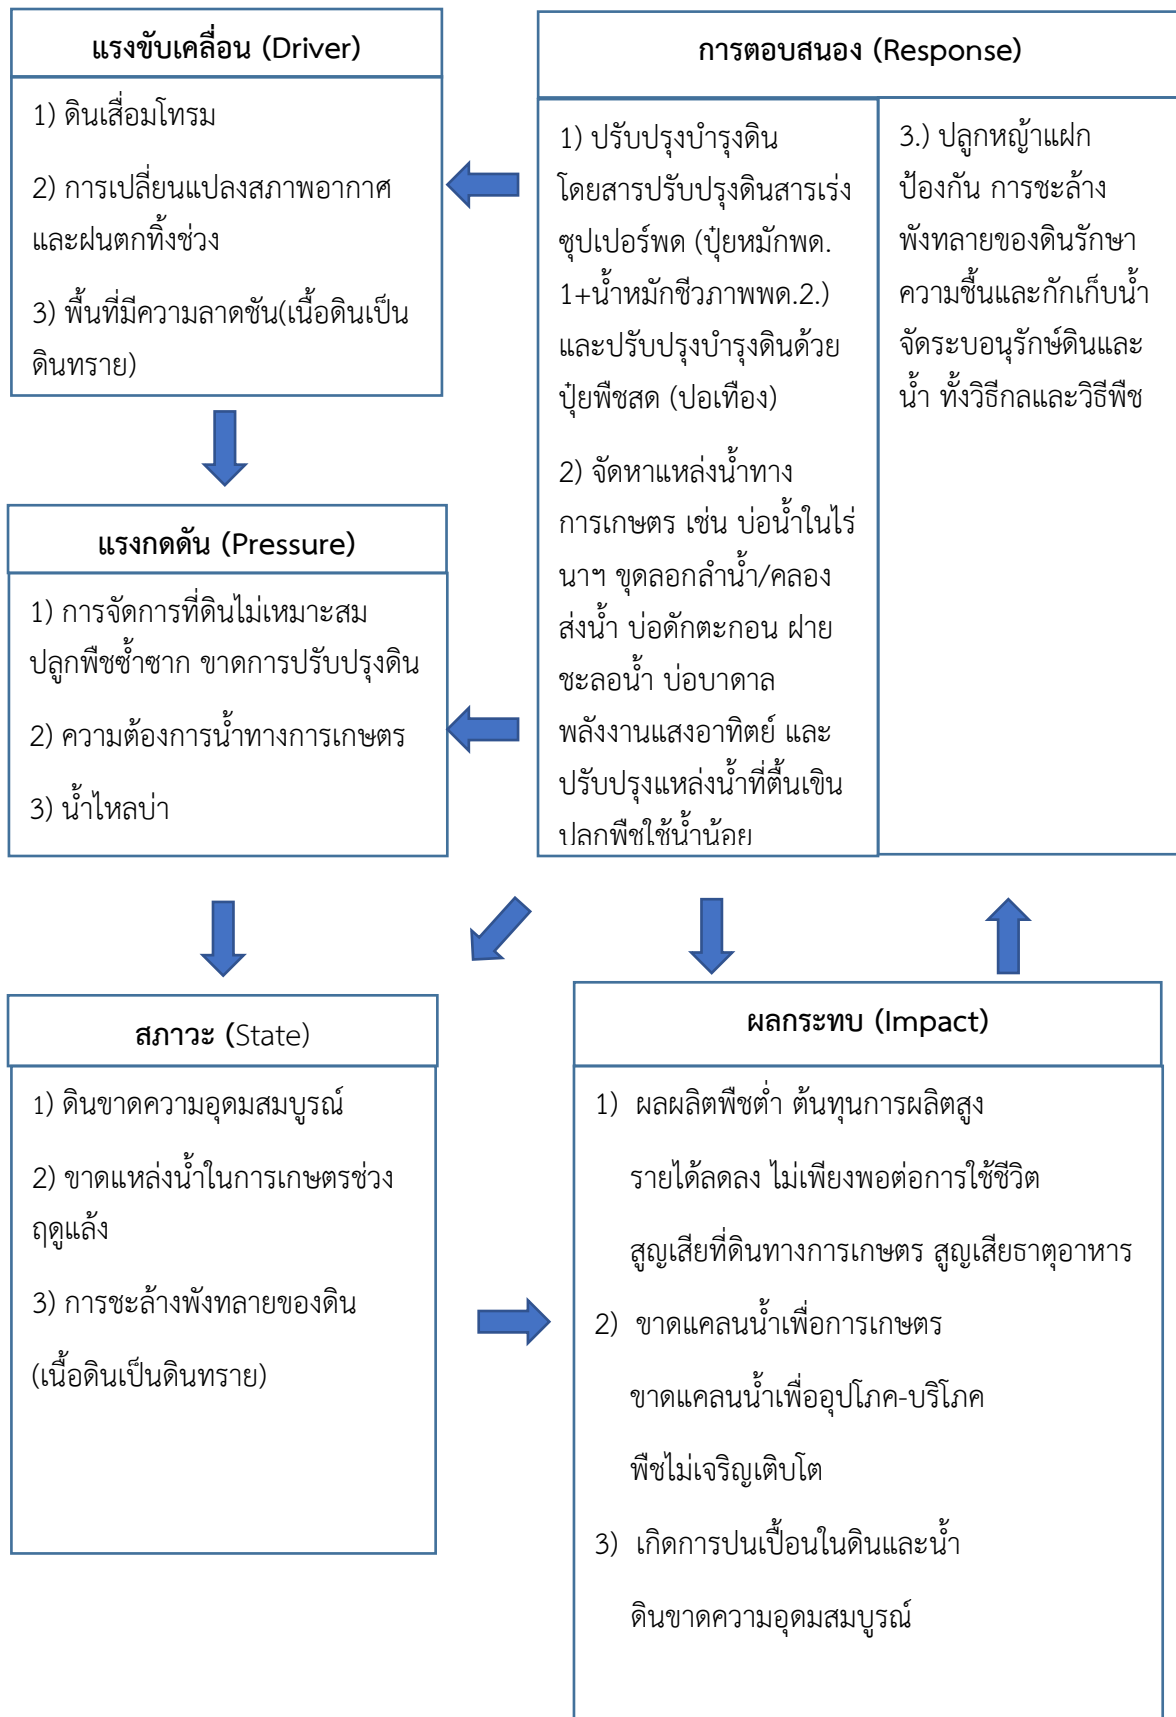 แรงขับเคลื่อน (Driver)
1) ดินเสื่อมโทรม
2) การเปลี่ยนแปลงสภาพอากาศ
และฝนตกทิ้งช่วง
3) พื้นที่มีความลาดชัน(เนื้อดินเป็น
ดินทราย)
แรงกดดัน (Pressure)
1) การจัดการที่ดินไม่เหมาะสม
ปลูกพืชซ้ำซาก ขาดการปรับปรุงดิน
2) ความต้องการน้ำทางการเกษตร
3) น้ำไหลบ่า
การตอบสนอง (Response)
1) ปรับปรุงบำรุงดิน
โดยสารปรับปรุงดินสารเร่ง
ซุปเปอร์พด (ปุ๋ยหมักพด.
1+น้ำหมักชีวภาพพด.2.)
และปรับปรุงบำรุงดินด้วย
ปุ๋ยพืชสด (ปอเทือง)
2) จัดหาแหล่งน้ำทาง
การเกษตร เช่น บ่อน้ำในไร่
นาฯ ขุดลอกลำน้ำ/คลอง
ส่งน้ำ บ่อดักตะกอน ฝาย
ชะลอน้ำ บ่อบาดาล
พลังงานแสงอาทิตย์ และ
ปรับปรุงแหล่งน้ำที่ตื้นเขิน
ปลูกพืชใช้น้ำน้อย
3.) ปลูกหญ้าแฝก
ป้องกัน การชะล้าง
พังทลายของดินรักษา
ความชื้นและกักเก็บน้ำ
จัดระบอนุรักษ์ดินและ
น้ำ ทั้งวิธีกลและวิธีพืช
สภาวะ (State)
1) ดินขาดความอุดมสมบูรณ์
2) ขาดแหล่งน้ำในการเกษตรช่วง
ฤดูแล้ง
3) การชะล้างพังทลายของดิน
(เนื้อดินเป็นดินทราย)
ผลกระทบ (Impact)
1) ผลผลิตพืชต่ำ ต้นทุนการผลิตสูง
รายได้ลดลง ไม่เพียงพอต่อการใช้ชีวิต
สูญเสียที่ดินทางการเกษตร สูญเสียธาตุอาหาร
2) ขาดแคลนน้ำเพื่อการเกษตร
ขาดแคลนน้ำเพื่ออุปโภค-บริโภค
พืชไม่เจริญเติบโต
3) เกิดการปนเปื้อนในดินและน้ำ
ดินขาดความอุดมสมบูรณ์